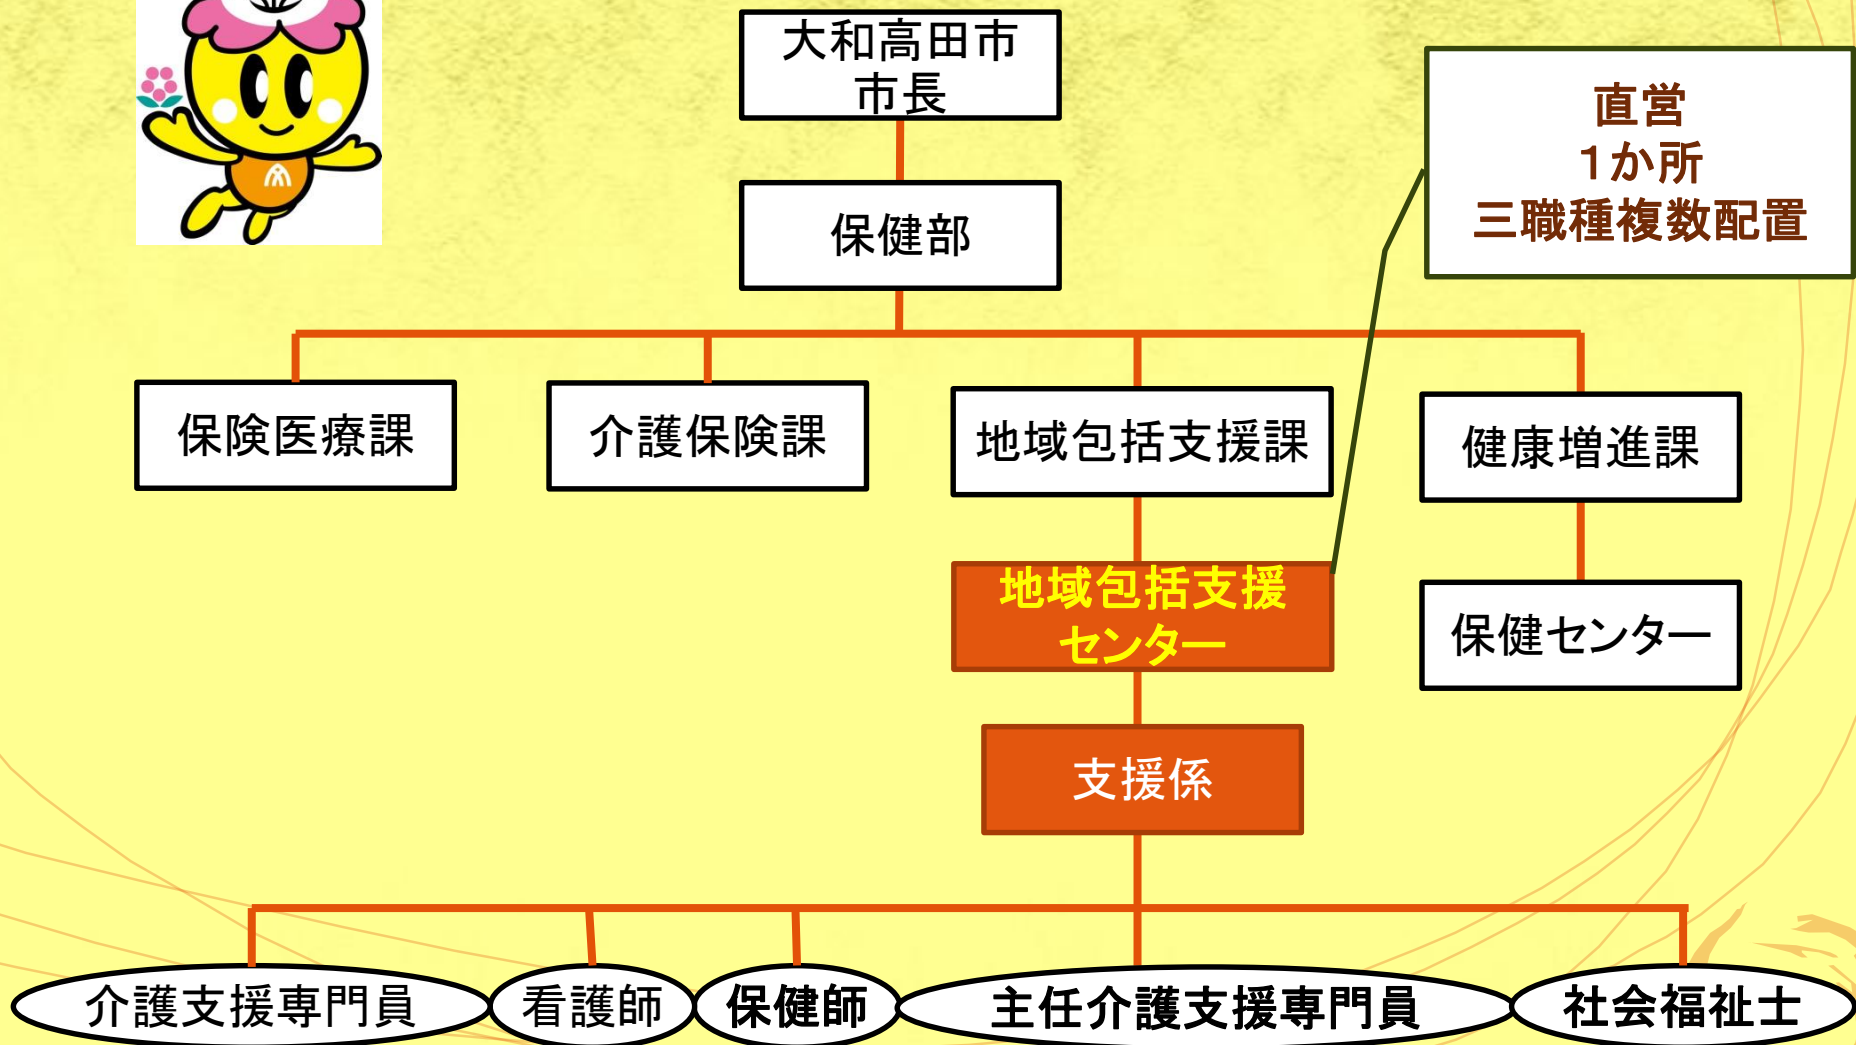 大和高田市
市長
直営
１か所
三職種複数配置
保健部
保険医療課
介護保険課
地域包括支援課
健康増進課
地域包括支援
センター
保健センター
支援係
介護支援専門員
看護師
保健師
主任介護支援専門員
社会福祉士